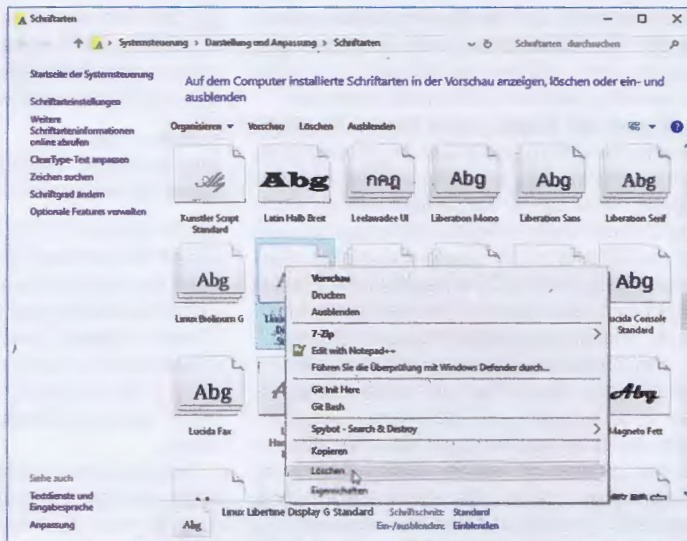 Schriftarten
Systemsteuerung > Darstellung und Anpassung > Schriftarten
Schriftarten durchsuchen
Startseite der Systemsteuerung
Schriftarteinstellungen
Weitere
Schriftarteninformationen
online abrufen
ClearType-Text anpassen
Zeichen suchen
Schriftgrad ändern
Optionale Features verwalten
Siehe auch
Textdienste und
Eingabesprache
Anpassung
Auf dem Computer installierte Schriftarten in der Vorschau anzeigen, löschen oder ein- und
ausblenden
Organisieren Vorschau Löschen Ausblenden
Abg Abg กคฎ Abg Abg Abg
Kunstler Script
Standard
Latin Halb Breit
Leelawadee UI
Liberation Mono
Liberation Sans
Liberation Serif
Abg
Linux Biolinum G
Abg
Lucida Console
Standard
Abg
Lucida Fax
Abg
Magneto Fett
Vorschau
Drucken
Ausblenden
7-Zip
Edit with Notepad++
Führen Sie die Überprüfung mit Windows Defender durch...
Git Init Here
Git Bash
Spybot - Search & Destroy
Kopieren
Löschen
Eigenschaften
Abg
Linux Libertine Display G Standard
Schriftschnitt: Standard
Ein-/ausblenden: Einblenden